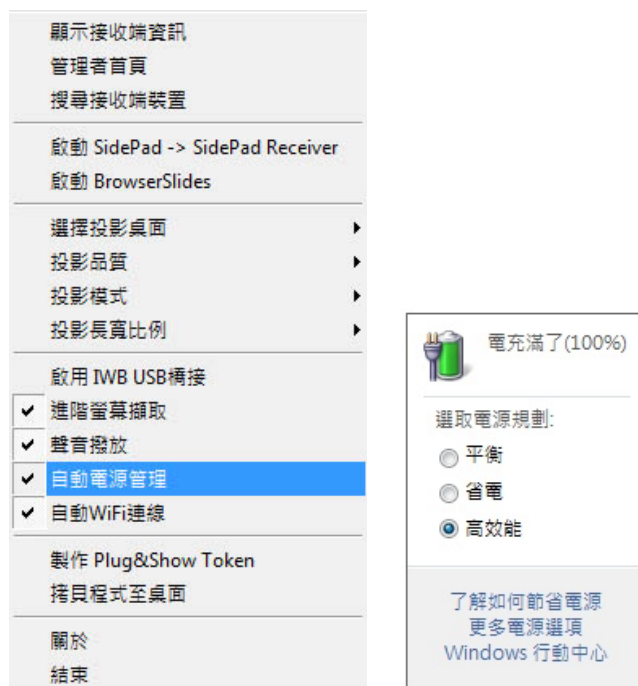 顯示接收端資訊
管理者首頁
搜尋接收端裝置
啟動 SidePad -> SidePad Receiver
啟動 BrowserSlides
選擇投影桌面
投影品質
投影模式
投影長寬比例
啟用 IWB USB橋接
進階螢幕擷取
聲音撥放
自動電源管理
自動WiFi連線
製作 Plug&Show Token
拷貝程式至桌面
關於
結束
電充滿了(100%)
選取電源規劃:
平衡
省電
高效能
了解如何節省電源
更多電源選項
Windows 行動中心